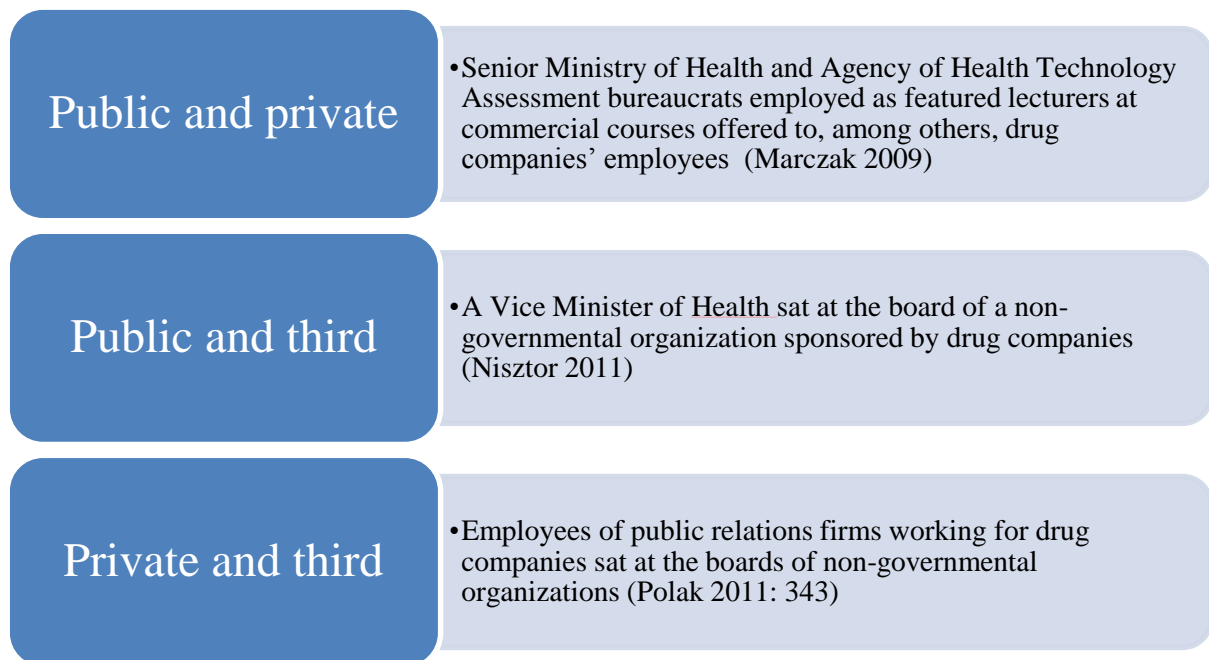 Public and private
•Senior Ministry of Health and Agency of Health Technology
Assessment bureaucrats employed as featured lecturers at
commercial courses offered to, among others, drug
companies’ employees  (Marczak 2009)
Public and third
•A Vice Minister of Health sat at the board of a non-
governmental organization sponsored by drug companies
(Nisztor 2011)
Private and third
•Employees of public relations firms working for drug
companies sat at the boards of non-governmental
organizations (Polak 2011: 343)